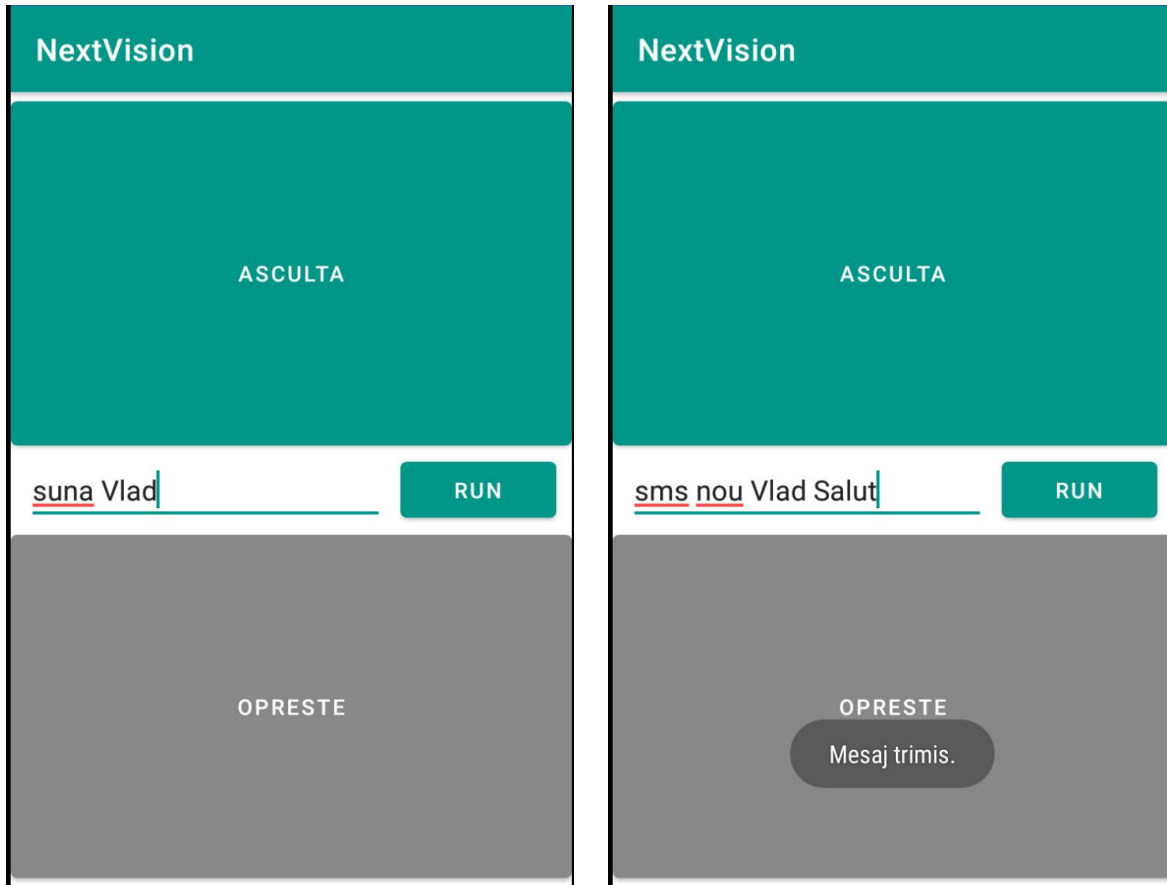 NextVision
ASCULTA
suna Vlad
RUN
OPRESTE
NextVision
ASCULTA
sms nou Vlad Salut
RUN
OPRESTE
Mesaj trimis.